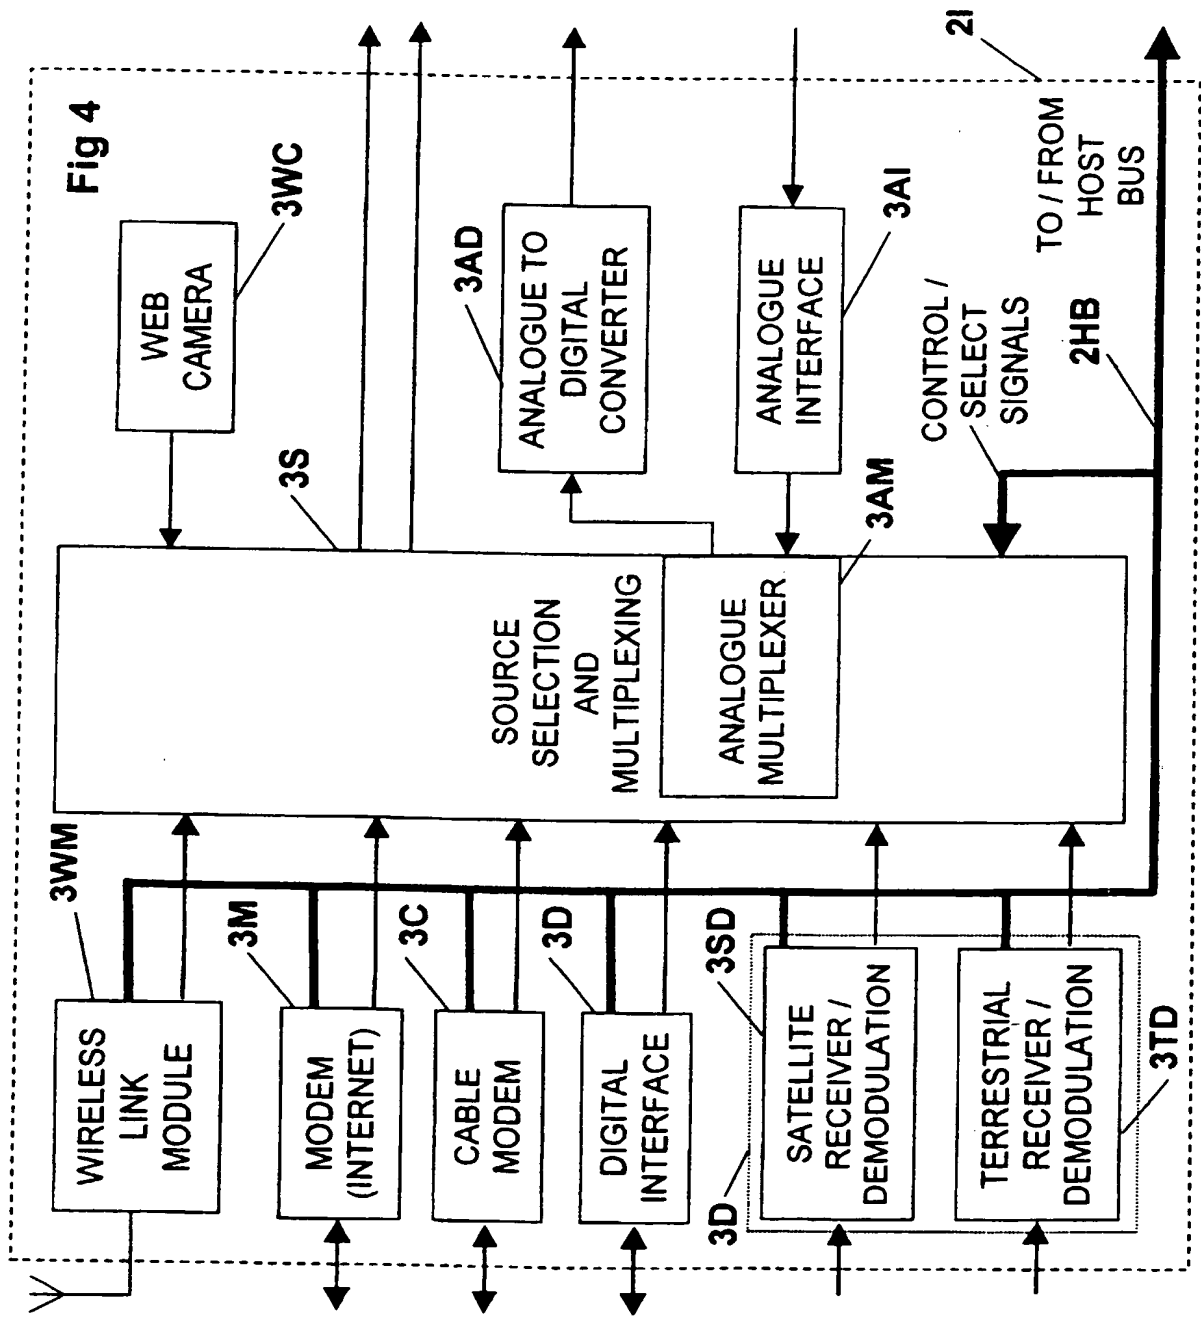 Fig 4
2I
3WM
WIRELESS
LINK
MODULE
3M
MODEM
(INTERNET)
3C
CABLE
MODEM
3D
DIGITAL
INTERFACE
3D
3SD
SATELLITE
RECEIVER /
DEMODULATION
TERRESTRIAL
RECEIVER /
DEMODULATION
3TD
3S
SOURCE
SELECTION
AND
MULTIPLEXING
ANALOGUE
MULTIPLEXER
3AM
WEB
CAMERA
3WC
3AD
ANALOGUE TO
DIGITAL
CONVERTER
ANALOGUE
INTERFACE
3AI
CONTROL /
SELECT
SIGNALS
2HB
TO / FROM
HOST
BUS